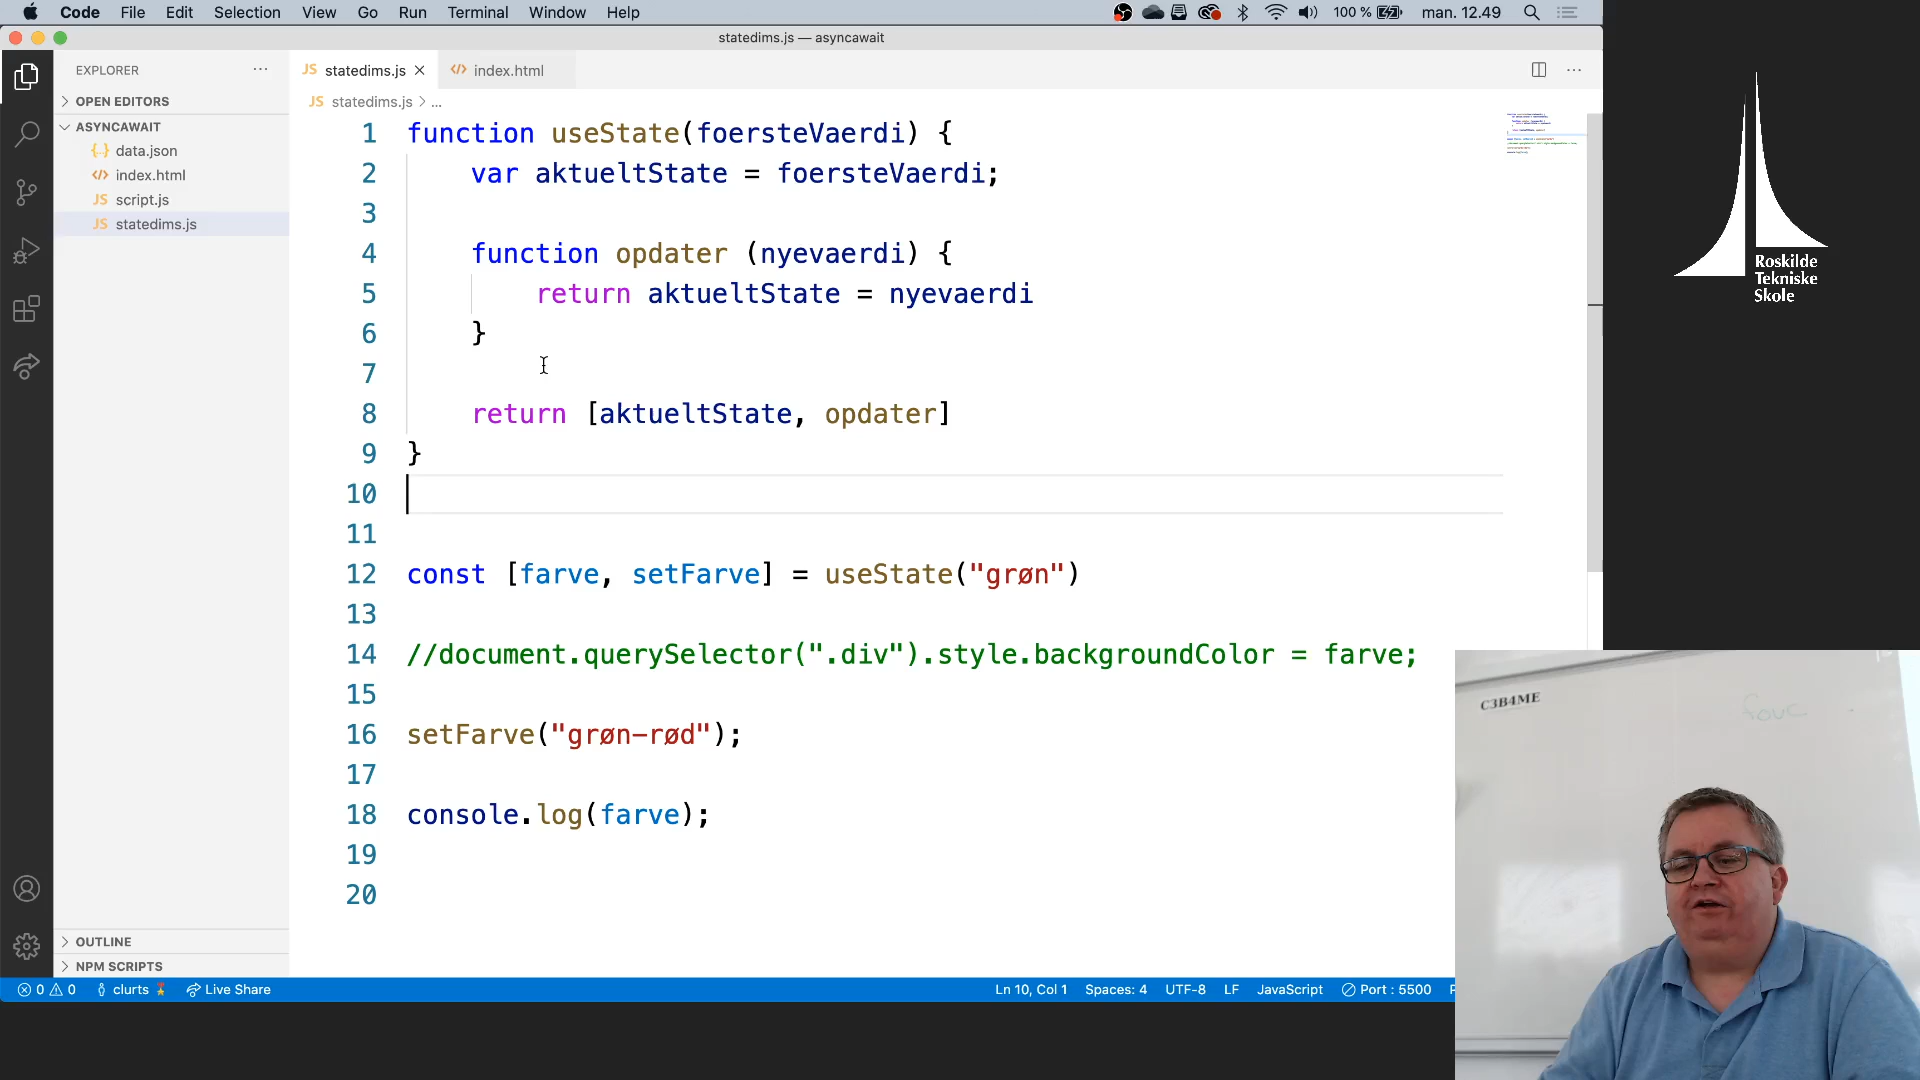 Code File Edit Selection View Go Run Terminal Window Help 100 % man. 12.49
statedims.js — asyncawait
EXPLORER ...
OPEN EDITORS
ASYNCAWAIT
data.json
index.html
script.js
statedims.js
OUTLINE
NPM SCRIPTS
JS statedims.js index.html
JS statedims.js > ...
1 function useState(foersteVaerdi) {
2 var aktueltState = foersteVaerdi;
3
4 function opdater (nyevaerdi) {
5 return aktueltState = nyevaerdi
6 }
7
8 return [aktueltState, opdater]
9 }
10
11
12 const [farve, setFarve] = useState("grøn")
13
14 //document.querySelector(".div").style.backgroundColor = farve;
15
16 setFarve("grøn-rød");
17
18 console.log(farve);
19
20
0 0 clurts Live Share Ln 10, Col 1 Spaces: 4 UTF-8 LF JavaScript Port : 5500
Roskilde
Tekniske
Skole
C3B4ME